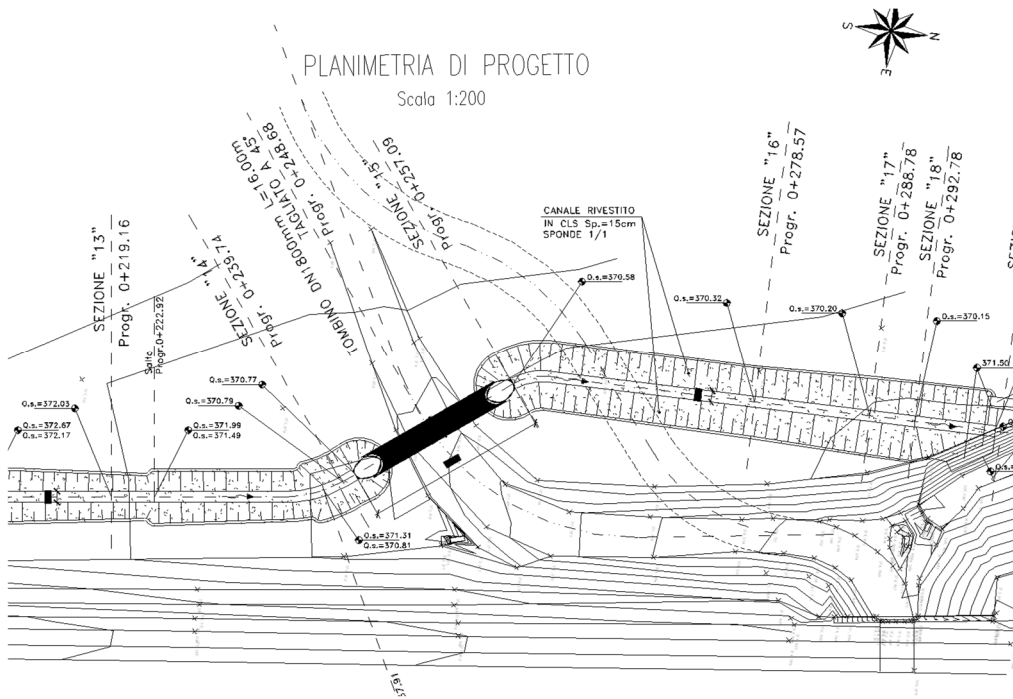 PLANIMETRIA DI PROGETTO
Scala 1:200
S
N
E
SEZIONE "13"
Progr. 0+219.16
Salto
Progr.0+222.92
SEZIONE "14"
Progr. 0+239.74
TOMBINO DN1800mm L=16.00m
TAGLIATO A 45°
Progr. 0+248.68
SEZIONE "15"
Progr. 0+257.09
CANALE RIVESTITO
IN CLS Sp.=15cm
SPONDE 1/1
SEZIONE "16"
Progr. 0+278.57
SEZIONE "17"
Progr. 0+288.78
SEZIONE "18"
Progr. 0+292.78
Q.s.=370.58
Q.s.=370.32
Q.s.=370.20
Q.s.=370.15
371.50
Q.s.=370.77
Q.s.=370.79
Q.s.=372.03
Q.s.=372.67
Q.s.=372.17
Q.s.=371.99
Q.s.=371.49
Q.s.=371.31
Q.s.=370.81
Q.s.=
57.91